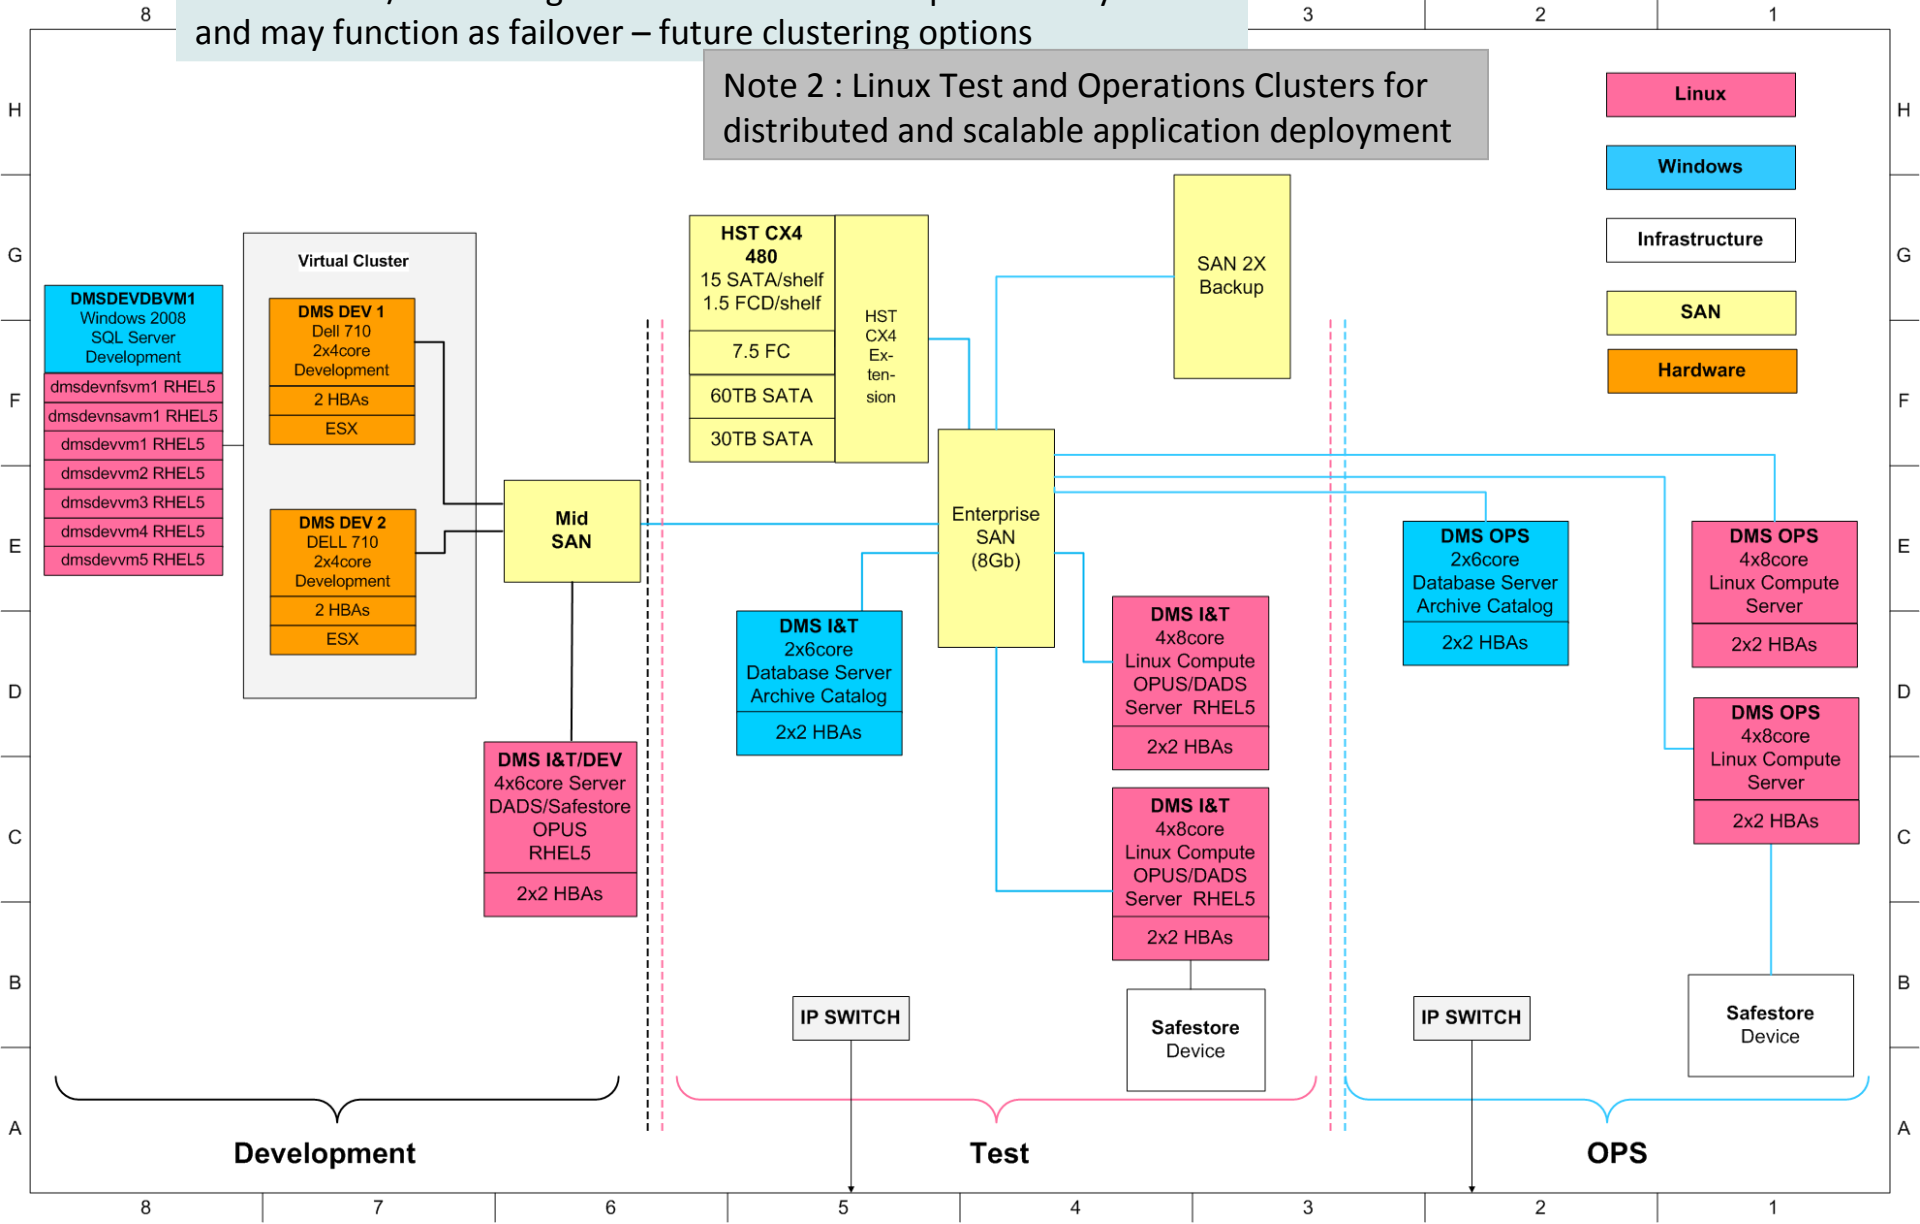 and may function as failover – future clustering options
Note 2 : Linux Test and Operations Clusters for
distributed and scalable application deployment
8
3
2
1
H
G
F
E
D
C
B
A
H
G
F
E
D
C
B
A
Linux
Windows
Infrastructure
SAN
Hardware
DMSDEVDBVM1
Windows 2008
SQL Server
Development
dmsdevnfsvm1 RHEL5
dmsdevnsavm1 RHEL5
dmsdevvm1 RHEL5
dmsdevvm2 RHEL5
dmsdevvm3 RHEL5
dmsdevvm4 RHEL5
dmsdevvm5 RHEL5
Virtual Cluster
DMS DEV 1
Dell 710
2x4core
Development
2 HBAs
ESX
DMS DEV 2
DELL 710
2x4core
Development
2 HBAs
ESX
Mid
SAN
DMS I&T/DEV
4x6core Server
DADS/Safestore
OPUS
RHEL5
2x2 HBAs
HST CX4
480
15 SATA/shelf
1.5 FCD/shelf
7.5 FC
60TB SATA
30TB SATA
HST
CX4
Ex-
ten-
sion
SAN 2X
Backup
Enterprise
SAN
(8Gb)
DMS I&T
2x6core
Database Server
Archive Catalog
2x2 HBAs
DMS I&T
4x8core
Linux Compute
OPUS/DADS
Server RHEL5
2x2 HBAs
DMS I&T
4x8core
Linux Compute
OPUS/DADS
Server RHEL5
2x2 HBAs
Safestore
Device
IP SWITCH
DMS OPS
2x6core
Database Server
Archive Catalog
2x2 HBAs
DMS OPS
4x8core
Linux Compute
Server
2x2 HBAs
DMS OPS
4x8core
Linux Compute
Server
2x2 HBAs
Safestore
Device
IP SWITCH
Development
Test
OPS
8
7
6
5
4
3
2
1